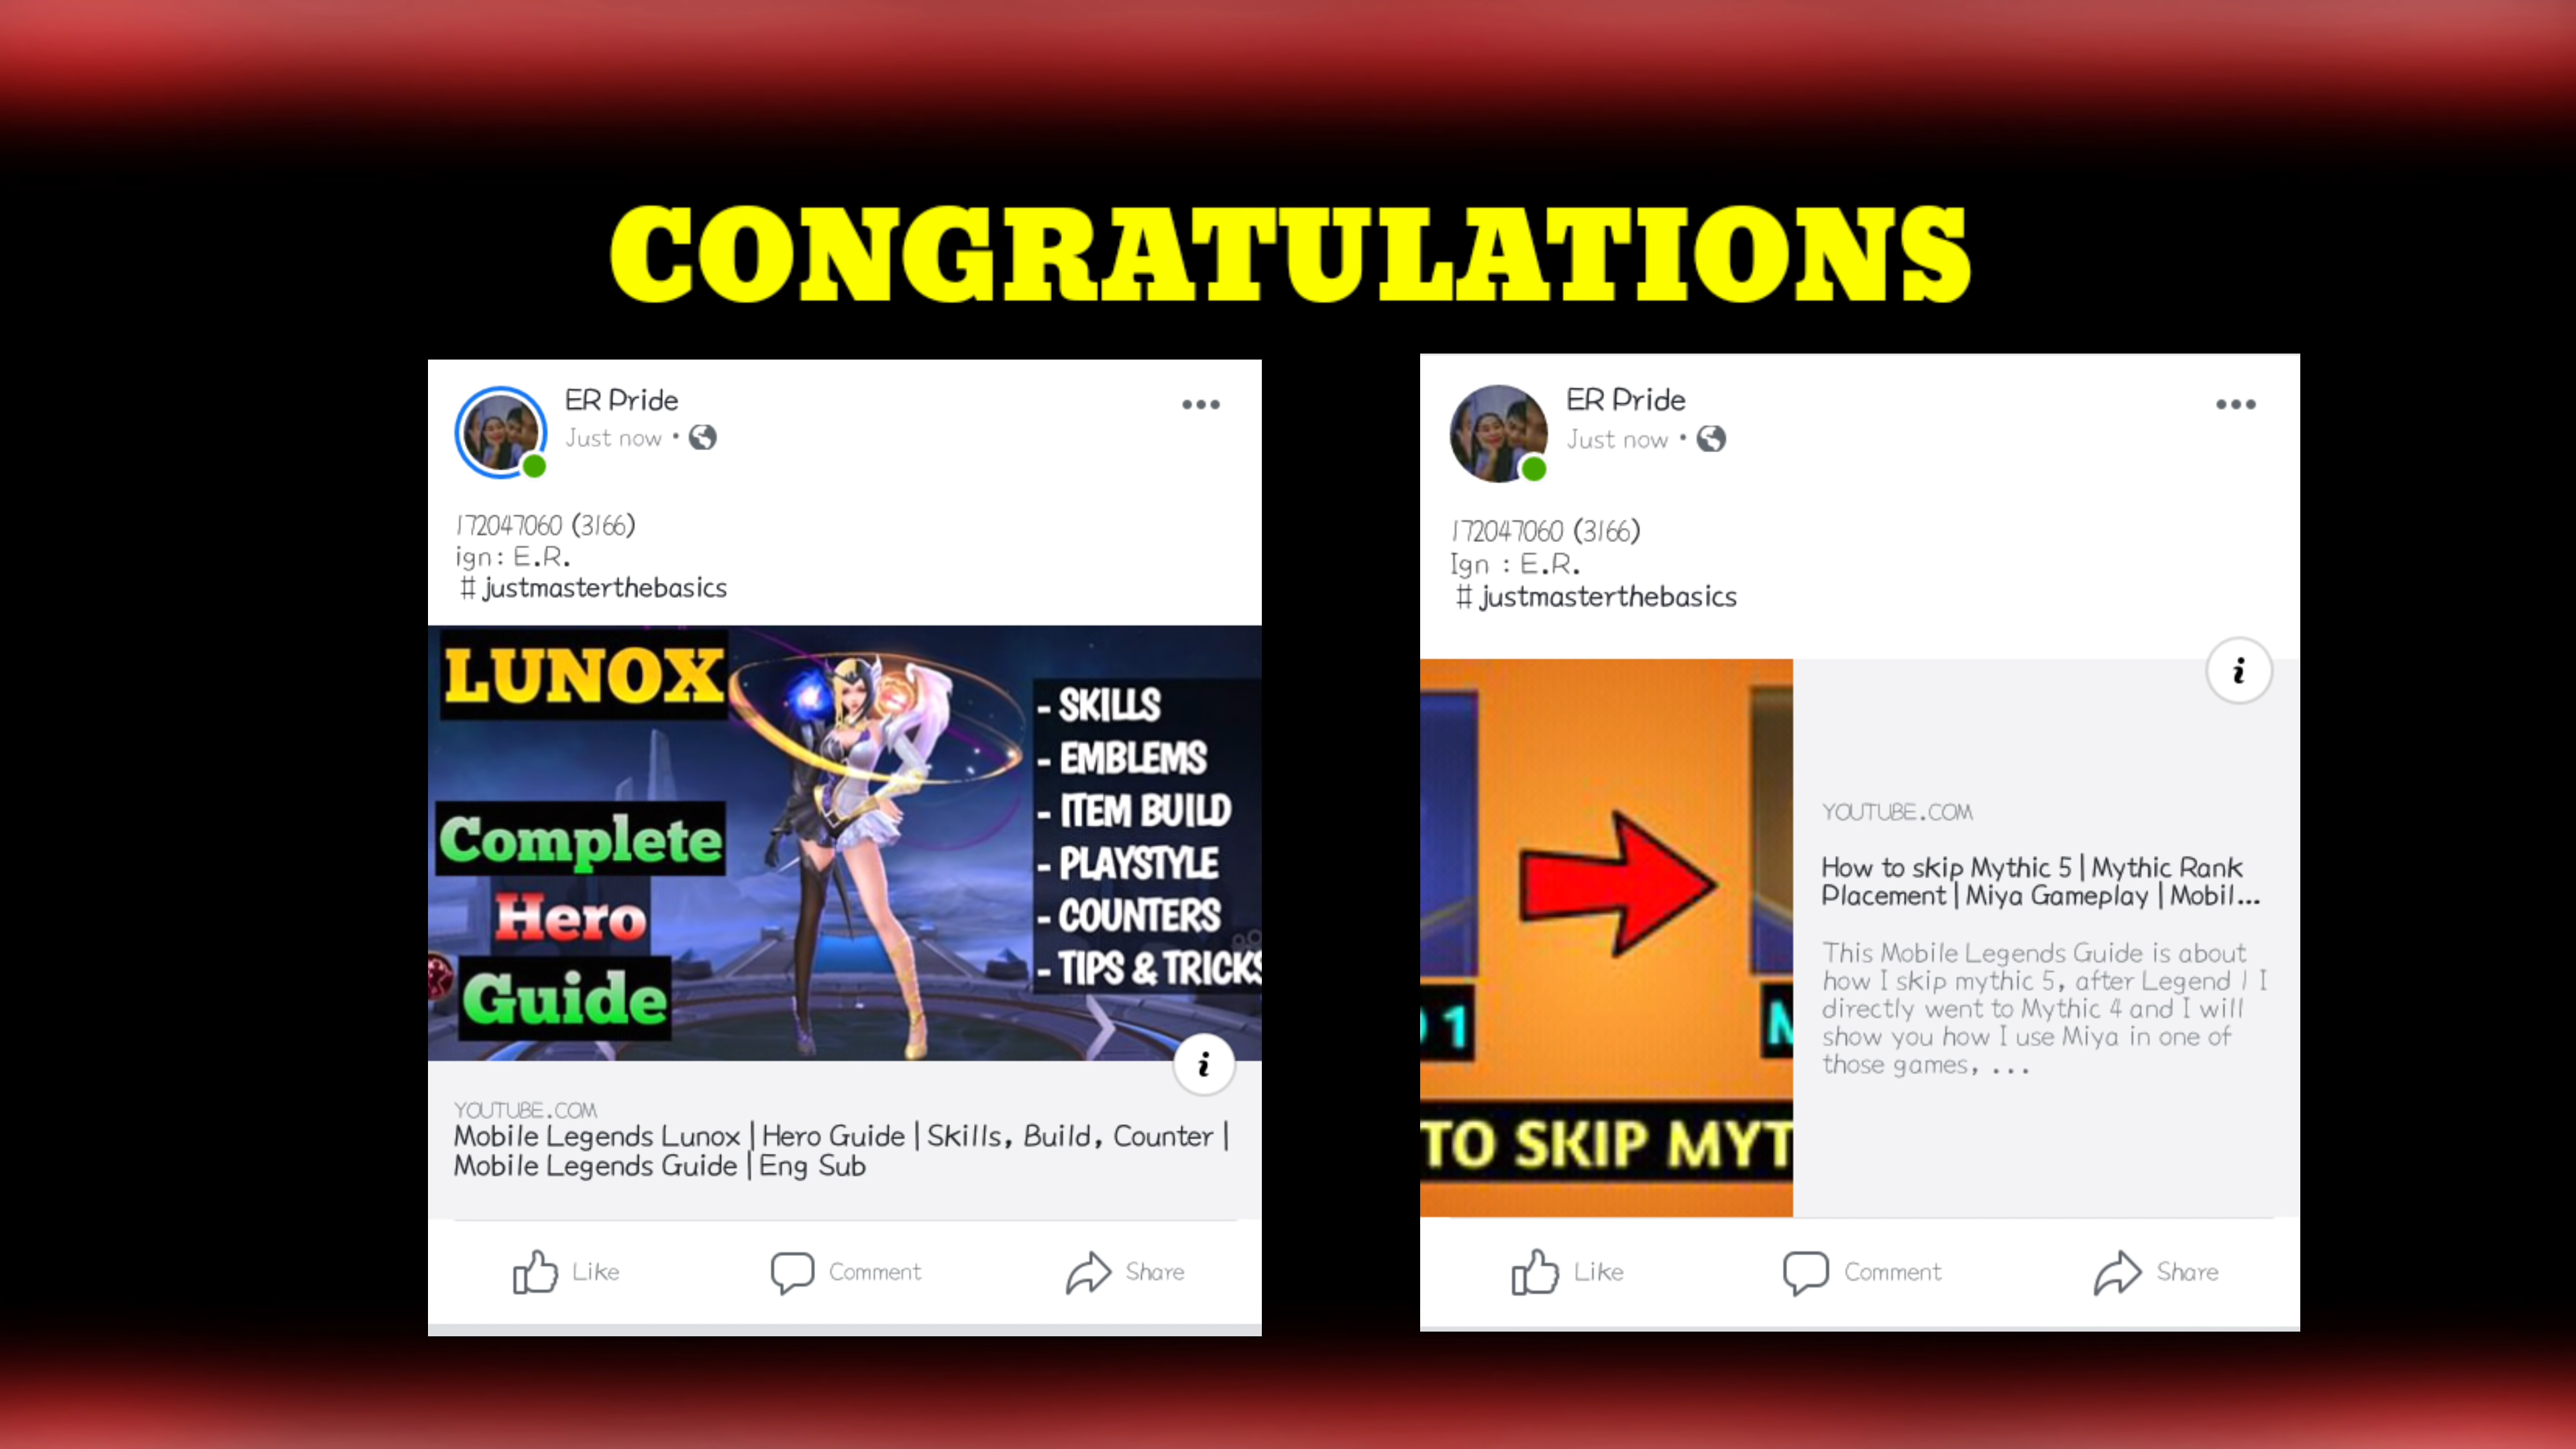 CONGRATULATIONS
ER Pride
Just now •
172047060 (3166)
ign: E.R.
# justmasterthebasics
LUNOX
Complete
Hero
Guide
- SKILLS
- EMBLEMS
- ITEM BUILD
- PLAYSTYLE
- COUNTERS
- TIPS & TRICKS
i
YOUTUBE.COM
Mobile Legends Lunox | Hero Guide | Skills, Build, Counter |
Mobile Legends Guide | Eng Sub
Like Comment Share
ER Pride
Just now •
172047060 (3166)
Ign : E.R.
# justmasterthebasics
1
M
TO SKIP MYT
i
YOUTUBE.COM
How to skip Mythic 5 | Mythic Rank
Placement | Miya Gameplay | Mobil...
This Mobile Legends Guide is about
how I skip mythic 5, after Legend 1 I
directly went to Mythic 4 and I will
show you how I use Miya in one of
those games, ...
Like Comment Share